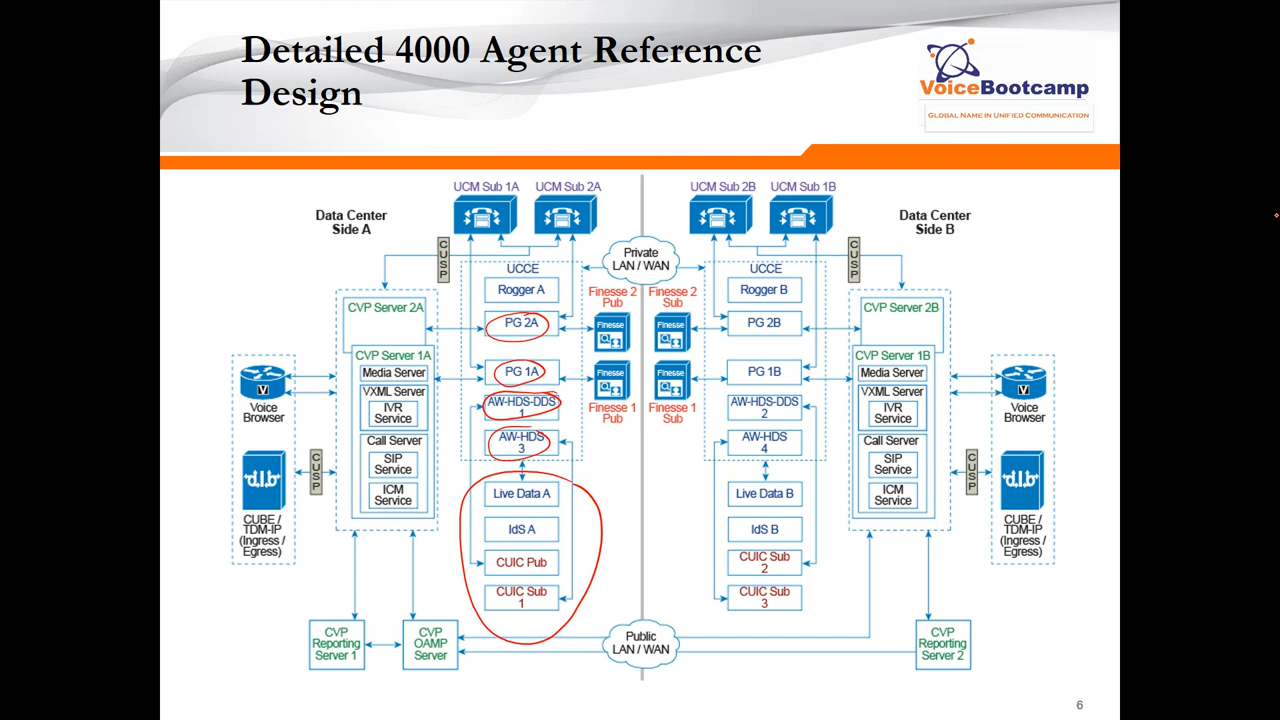 Detailed 4000 Agent Reference
Design
VoiceBootcamp
GLOBAL NAME IN UNIFIED COMMUNICATION
UCM Sub 1A
UCM Sub 2A
UCM Sub 2B
UCM Sub 1B
Data Center
Side A
Data Center
Side B
CUSP
CUSP
Private
LAN / WAN
UCCE
UCCE
Rogger A
Finesse 2
Pub
Finesse 2
Sub
Rogger B
CVP Server 2A
PG 2A
Finesse
Finesse
PG 2B
CVP Server 2B
CVP Server 1A
Media Server
VXML Server
IVR
Service
Call Server
SIP
Service
ICM
Service
PG 1A
Finesse
Finesse
PG 1B
CVP Server 1B
Media Server
VXML Server
IVR
Service
Call Server
SIP
Service
ICM
Service
V
Voice
Browser
V
Voice
Browser
AW-HDS-DDS
1
Finesse 1
Pub
Finesse 1
Sub
AW-HDS-DDS
2
AW-HDS
3
AW-HDS
4
CUSP
CUSP
CUBE /
TDM-IP
(Ingress /
Egress)
CUBE /
TDM-IP
(Ingress /
Egress)
Live Data A
Live Data B
IdS A
IdS B
CUIC Pub
CUIC Sub
2
CUIC Sub
1
CUIC Sub
3
CVP
Reporting
Server 1
CVP
OAMP
Server
Public
LAN / WAN
CVP
Reporting
Server 2
6